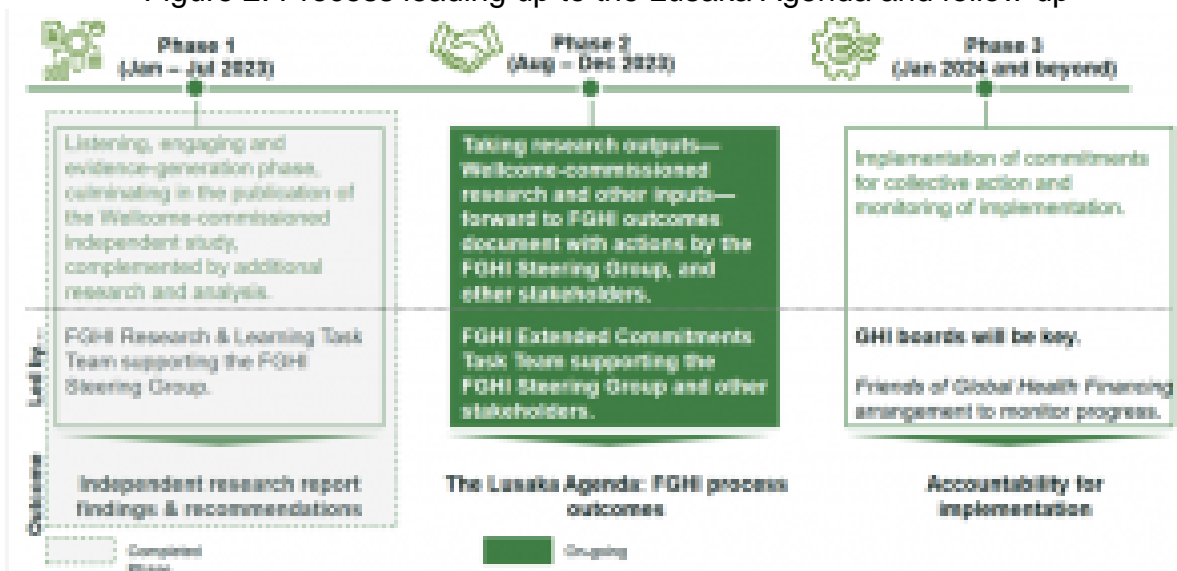 Figure 2: Process leading up to the Lusaka Agenda and follow-up
Phase 1
(Jan – Jul 2023)
Phase 2
(Aug – Dec 2023)
Phase 3
(Jan 2024 and beyond)
Listening, engaging and
evidence-generation phase,
culminating in the publication of
the Wellcome-commissioned
independent study,
complemented by additional
research and analysis.
Taking research outputs—
Wellcome-commissioned
research and other inputs—
forward to FGHI outcomes
document with actions by the
FGHI Steering Group, and
other stakeholders.
Implementation of commitments
for collective action and
monitoring of implementation.
Led by
FGHI Research & Learning Task
Team supporting the FGHI
Steering Group.
FGHI Extended Commitments
Task Team supporting the
FGHI Steering Group and other
stakeholders.
GHI boards will be key.
Friends of Global Health Financing
arrangement to monitor progress.
Outcome
Independent research report
findings & recommendations
The Lusaka Agenda: FGHI process
outcomes
Accountability for
implementation
Completed
Phase
On-going